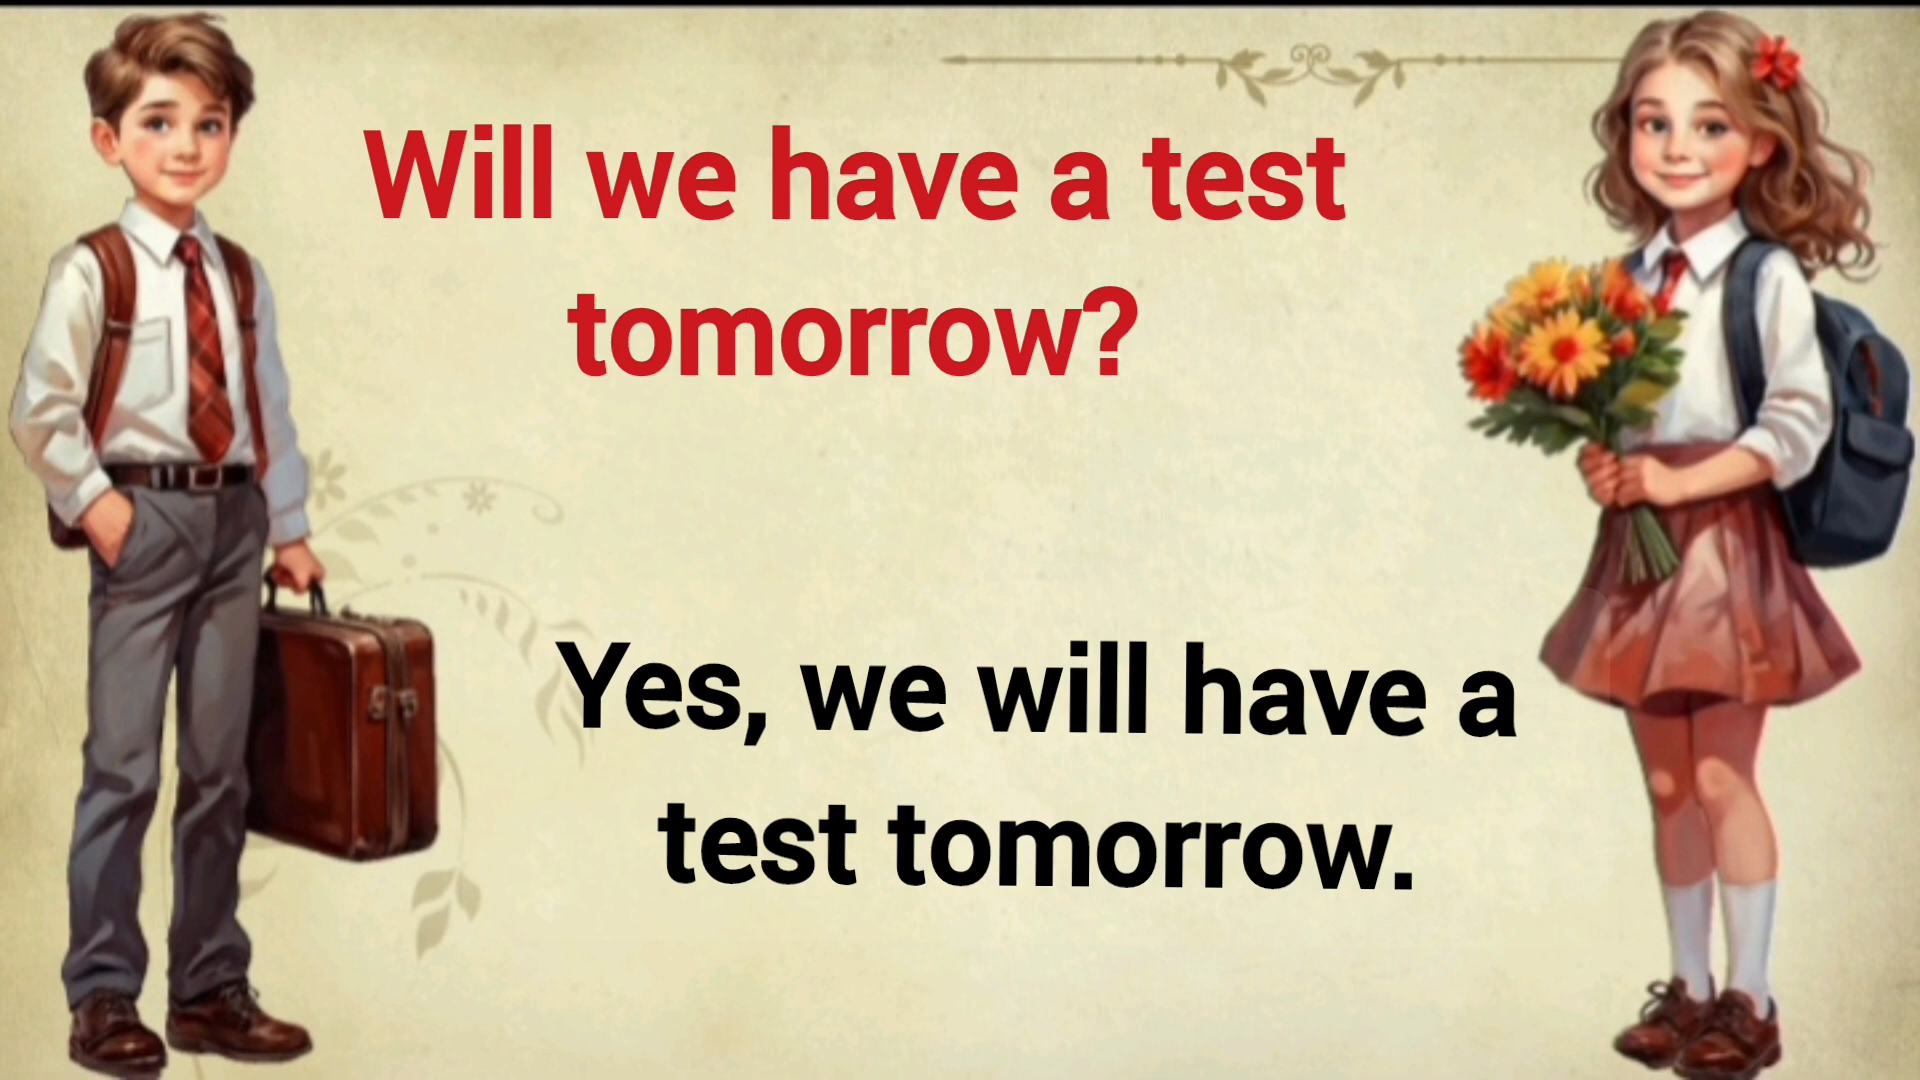 Will we have a test
tomorrow?
Yes, we will have a
test tomorrow.